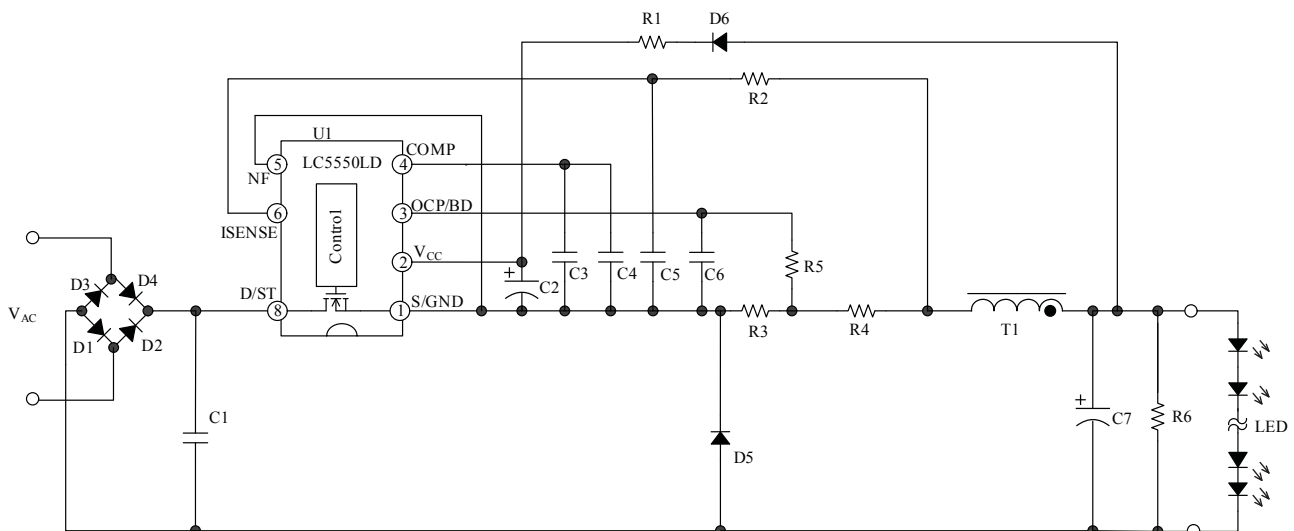 R1
D6
R2
U1
5
LC5550LD
4
COMP
NF
6
ISENSE
Control
3
OCP/BD
2
VCC
C2
C3
C4
C5
C6
R5
D3
D4
VAC
D1
D2
D/ST
8
1
S/GND
R3
R4
T1
C1
D5
C7
R6
LED